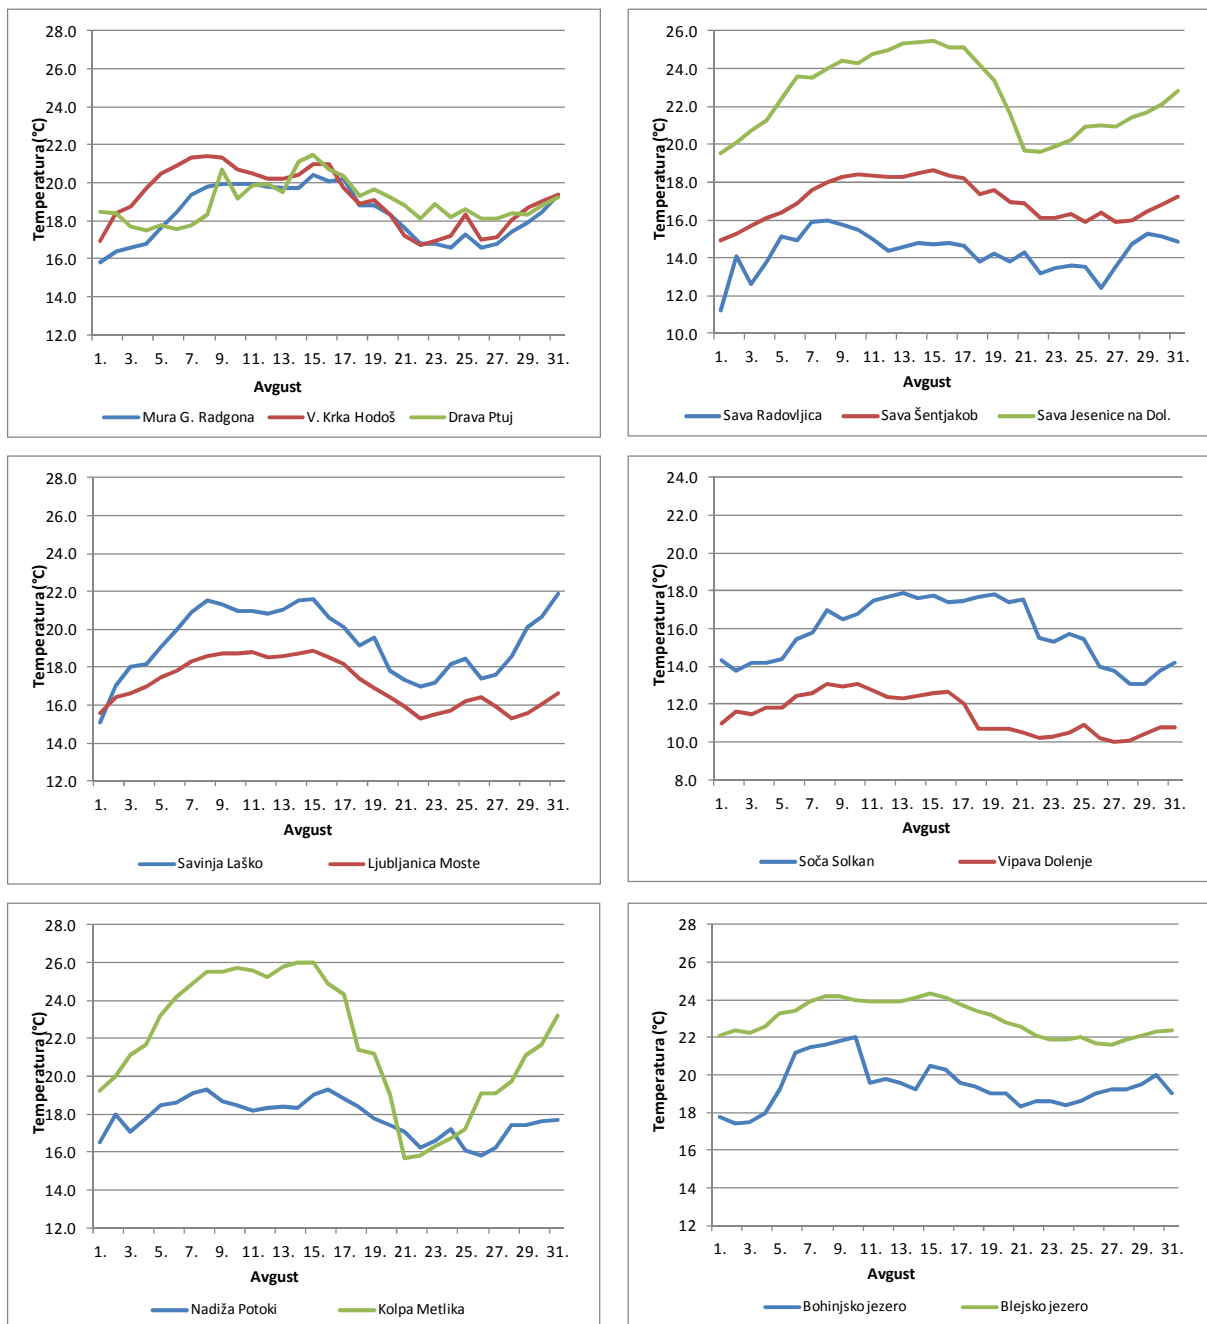 28.0
26.0
24.0
22.0
20.0
18.0
16.0
14.0
12.0
Temperatura (°C)
1. 3. 5. 7. 9. 11. 13. 15. 17. 19. 21. 23. 25. 27. 29. 31.
Avgust
Mura G. Radgona V. Krka Hodoš Drava Ptuj
26.0
24.0
22.0
20.0
18.0
16.0
14.0
12.0
10.0
Temperatura (°C)
1. 3. 5. 7. 9. 11. 13. 15. 17. 19. 21. 23. 25. 27. 29. 31.
Avgust
Sava Radovljica Sava Šentjakob Sava Jesenice na Dol.
28.0
26.0
24.0
22.0
20.0
18.0
16.0
14.0
12.0
Temperatura (°C)
1. 3. 5. 7. 9. 11. 13. 15. 17. 19. 21. 23. 25. 27. 29. 31.
Avgust
Savinja Laško Ljubljanica Moste
24.0
22.0
20.0
18.0
16.0
14.0
12.0
10.0
8.0
Temperatura (°C)
1. 3. 5. 7. 9. 11. 13. 15. 17. 19. 21. 23. 25. 27. 29. 31.
Avgust
Soča Solkan Vipava Dolenje
28.0
26.0
24.0
22.0
20.0
18.0
16.0
14.0
12.0
Temperatura (°C)
1. 3. 5. 7. 9. 11. 13. 15. 17. 19. 21. 23. 25. 27. 29. 31.
Avgust
Nadiža Potoki Kolpa Metlika
28
26
24
22
20
18
16
14
12
Temperatura (°C)
1. 3. 5. 7. 9. 11. 13. 15. 17. 19. 21. 23. 25. 27. 29. 31.
Avgust
Bohinjsko jezero Blejsko jezero